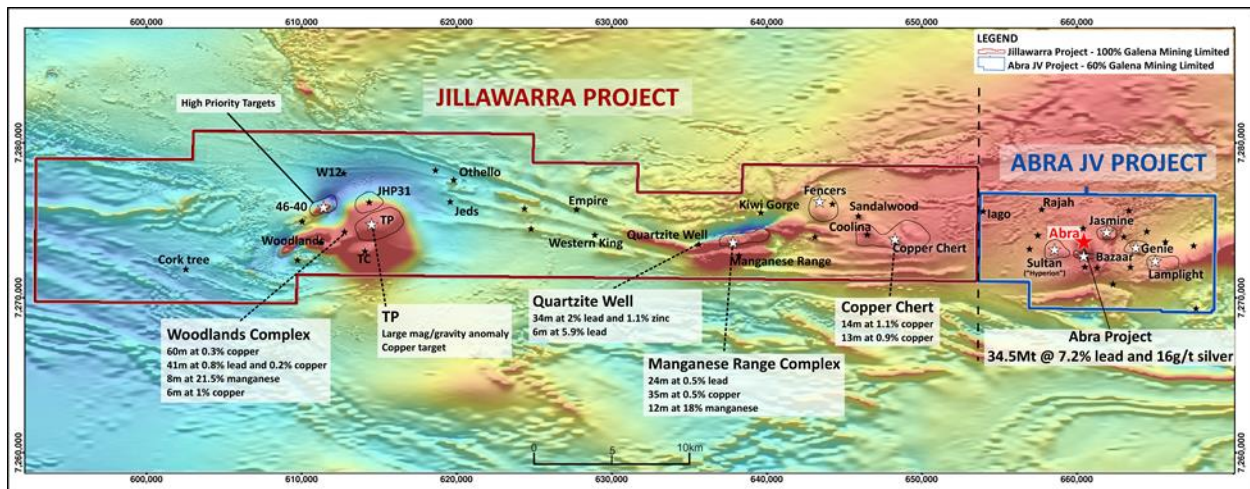 600,000
610,000
620,000
630,000
640,000
650,000
660,000
LEGEND
Jillawarra Project - 100% Galena Mining Limited
Abra JV Project - 60% Galena Mining Limited
High Priority Targets
JILLAWARRA PROJECT
ABRA JV PROJECT
7,280,000
7,280,000
W12
Othello
46-40
JHP31
Jeds
TP
Empire
Western King
Woodlands
TC
Cork tree
Kiwi Gorge
Fencers
Sandalwood
Quartzite Well
Coolina
Copper Chert
Manganese Range
Iago
Rajah
Jasmine
Abra
Genie
Sultan
("Hyperion")
Bazaar
Lamplight
7,270,000
7,270,000
Woodlands Complex
60m at 0.3% copper
41m at 0.8% lead and 0.2% copper
8m at 21.5% manganese
6m at 1% copper
TP
Large mag/gravity anomaly
Copper target
Quartzite Well
34m at 2% lead and 1.1% zinc
6m at 5.9% lead
Manganese Range Complex
24m at 0.5% lead
35m at 0.5% copper
12m at 18% manganese
Copper Chert
14m at 1.1% copper
13m at 0.9% copper
Abra Project
34.5Mt @ 7.2% lead and 16g/t silver
7,260,000
7,260,000
0 5 10km
600,000
610,000
620,000
630,000
640,000
650,000
660,000